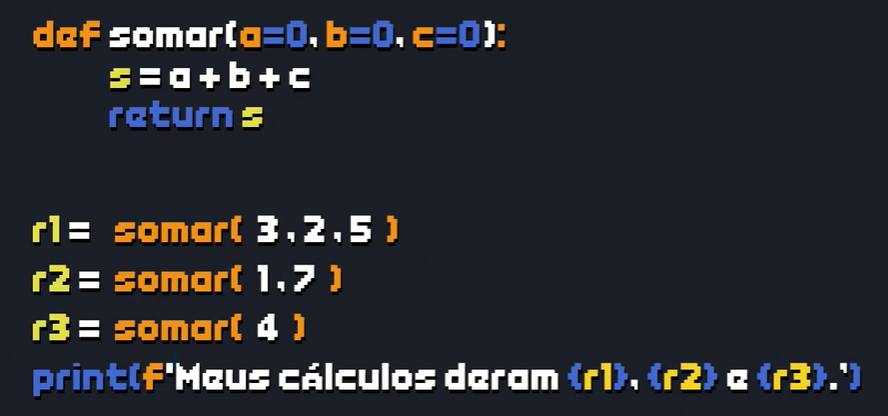 def somar(a=0, b=0, c=0):
s = a + b + c
return s
r1 = somar( 3 , 2 , 5 )
r2 = somar( 1 , 7 )
r3 = somar( 4 )
print(f'Meus cálculos deram {r1}, {r2} e {r3}.')